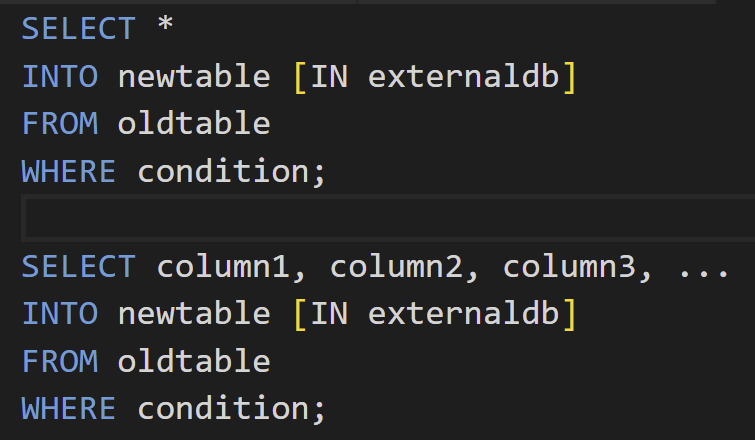 SELECT *
INTO newtable [IN externaldb]
FROM oldtable
WHERE condition;
SELECT column1, column2, column3, ...
INTO newtable [IN externaldb]
FROM oldtable
WHERE condition;